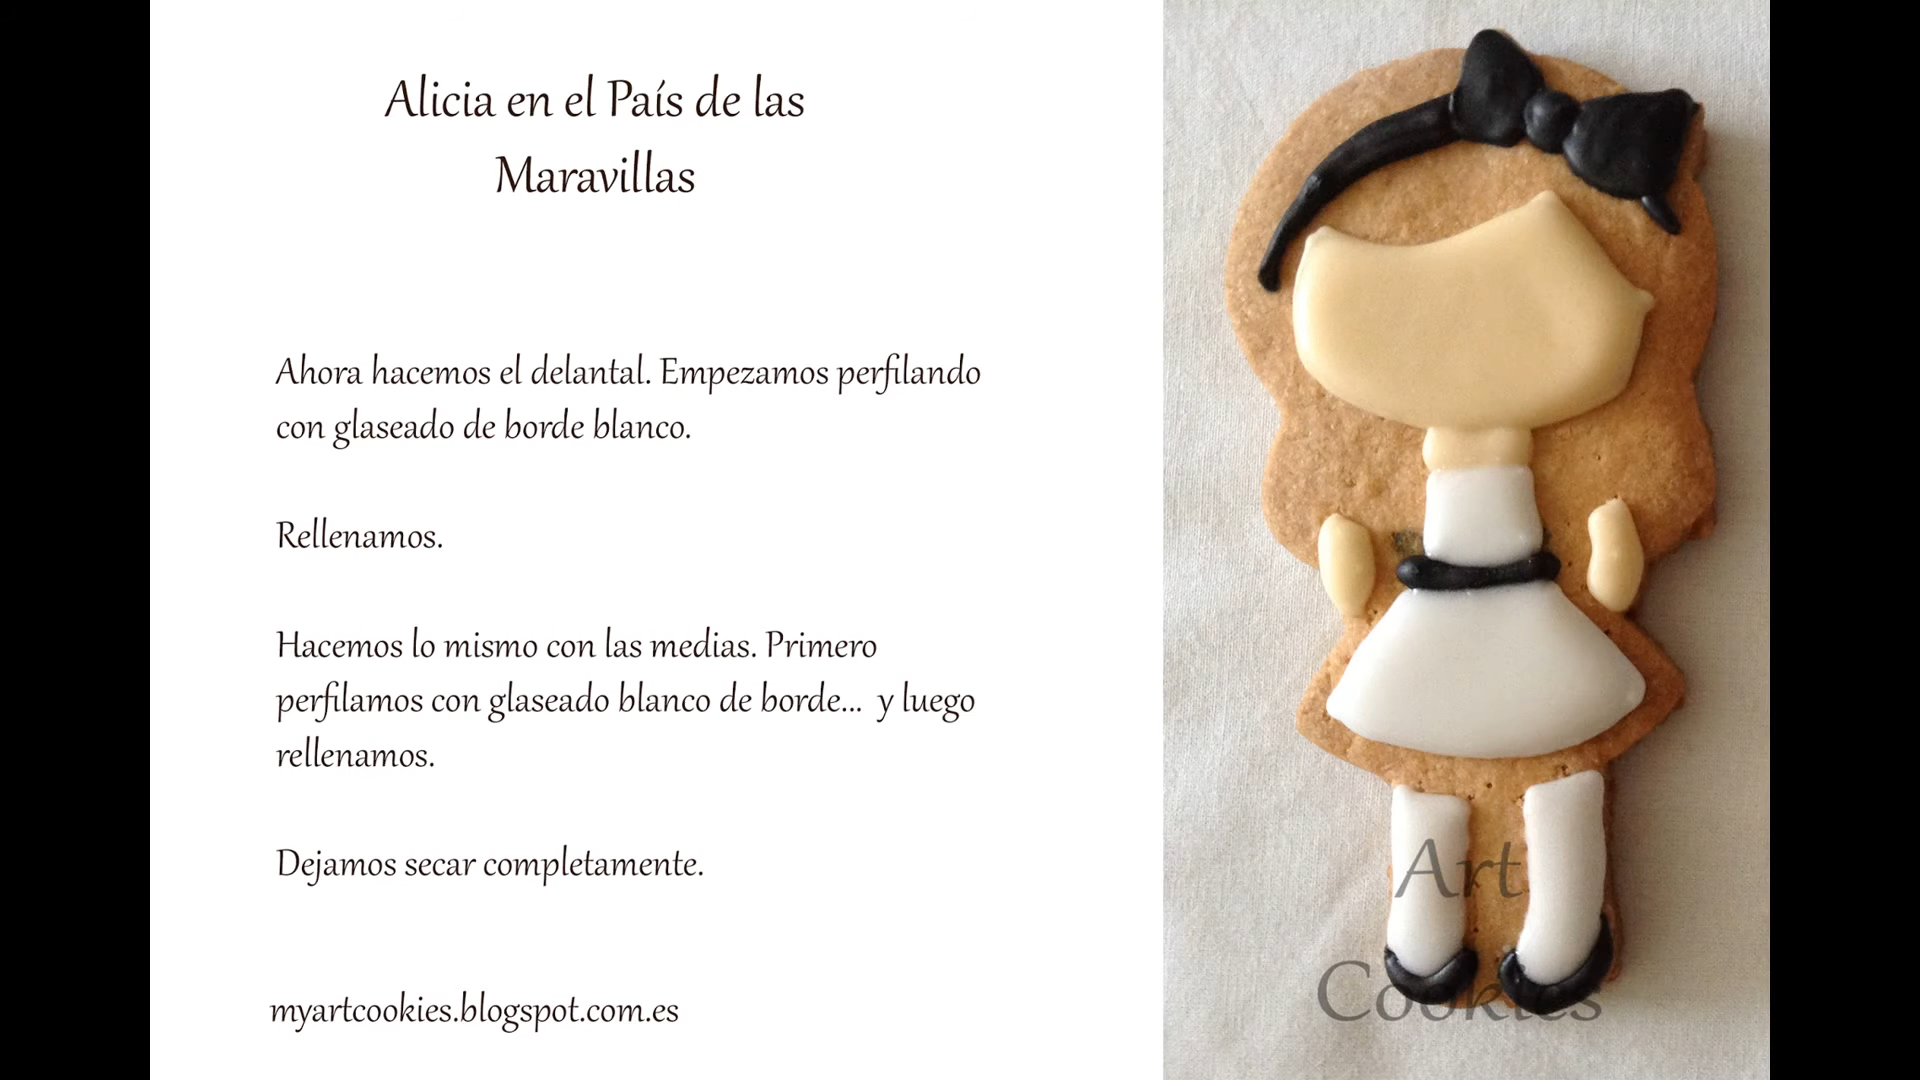 Alicia en el País de las
Maravillas
Ahora hacemos el delantal. Empezamos perfilando
con glaseado de borde blanco.
Rellenamos.
Hacemos lo mismo con las medias. Primero
perfilamos con glaseado blanco de borde... y luego
rellenamos.
Dejamos secar completamente.
myartcookies.blogspot.com.es
Art
Cookies